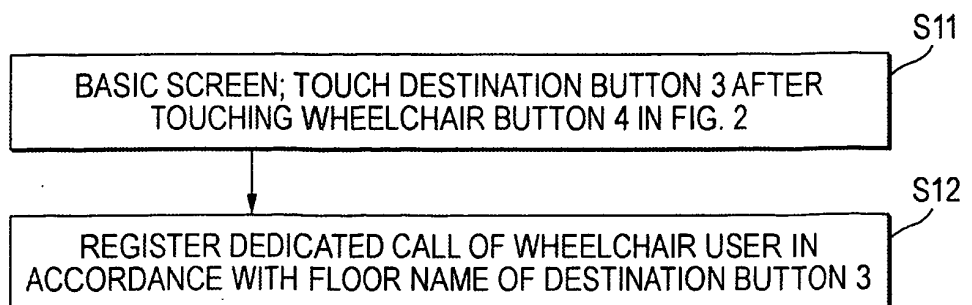 S11
BASIC SCREEN; TOUCH DESTINATION BUTTON 3 AFTER
TOUCHING WHEELCHAIR BUTTON 4 IN FIG. 2
S12
REGISTER DEDICATED CALL OF WHEELCHAIR USER IN
ACCORDANCE WITH FLOOR NAME OF DESTINATION BUTTON 3